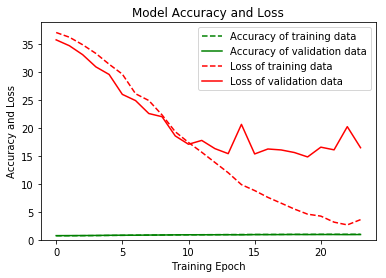 Model Accuracy and Loss
Accuracy of training data
Accuracy of validation data
Loss of training data
Loss of validation data
Accuracy and Loss
35
30
25
20
15
10
5
0
0 5 10 15 20
Training Epoch